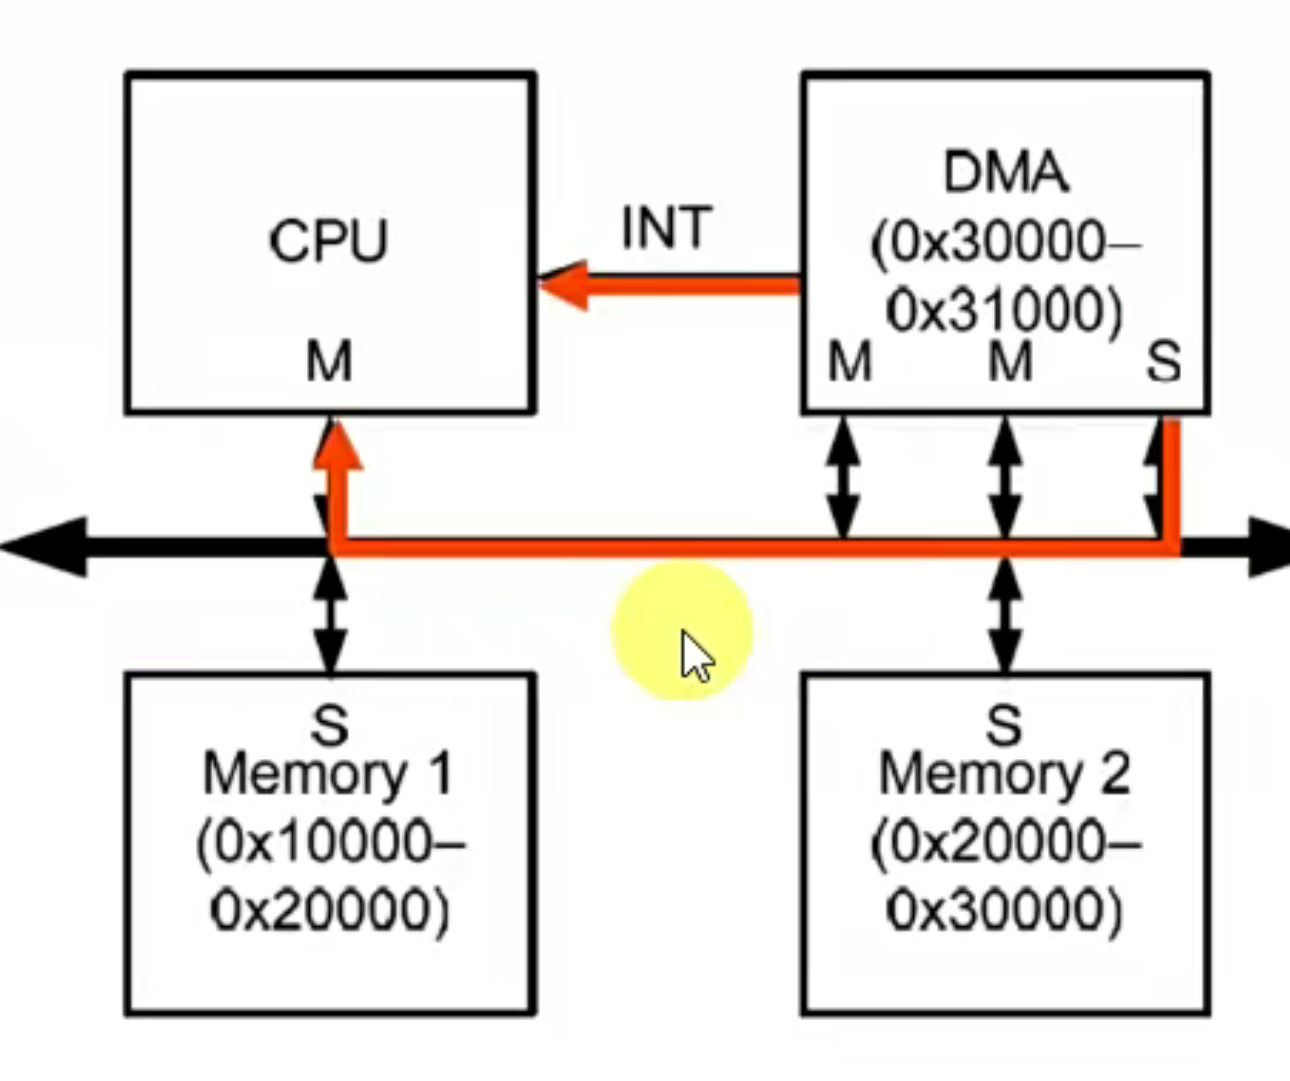 CPU
M
INT
DMA
(0x30000–
0x31000)
M M S
S
Memory 1
(0x10000–
0x20000)
S
Memory 2
(0x20000–
0x30000)